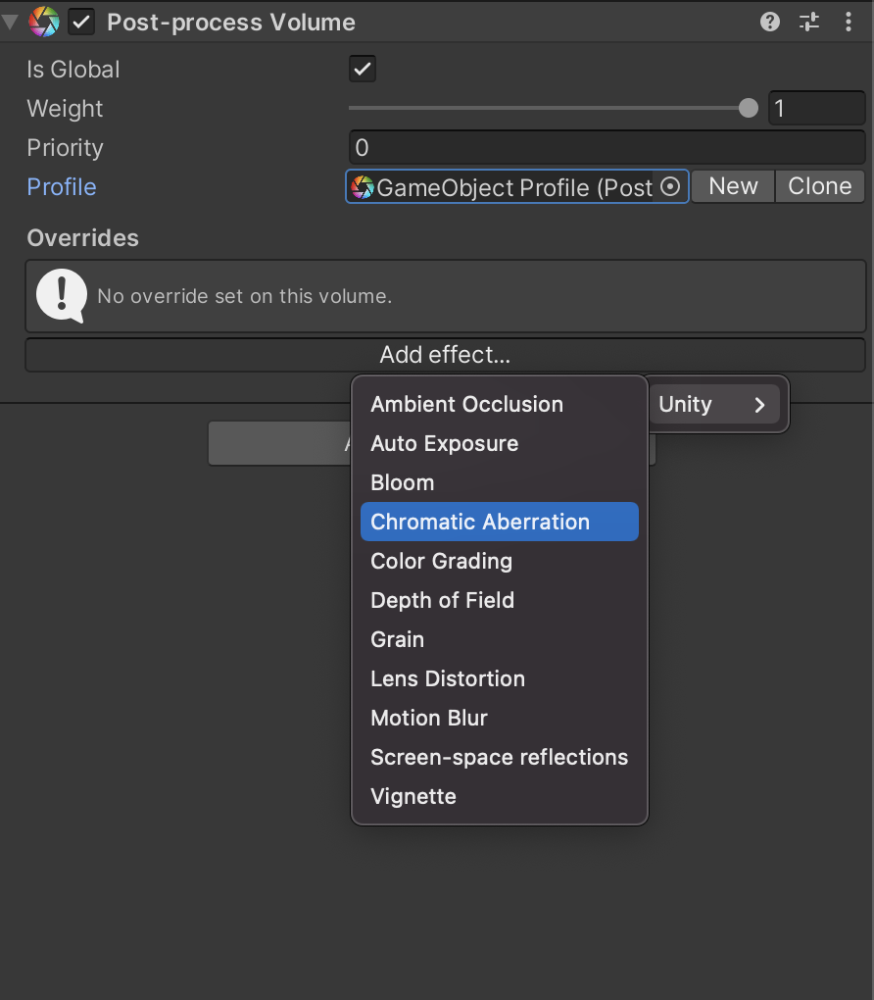 Post-process Volume
Is Global
Weight 1
Priority 0
Profile GameObject Profile (Post New Clone
Overrides
No override set on this volume.
Add effect...
Ambient Occlusion Unity
Auto Exposure
Bloom
Chromatic Aberration
Color Grading
Depth of Field
Grain
Lens Distortion
Motion Blur
Screen-space reflections
Vignette